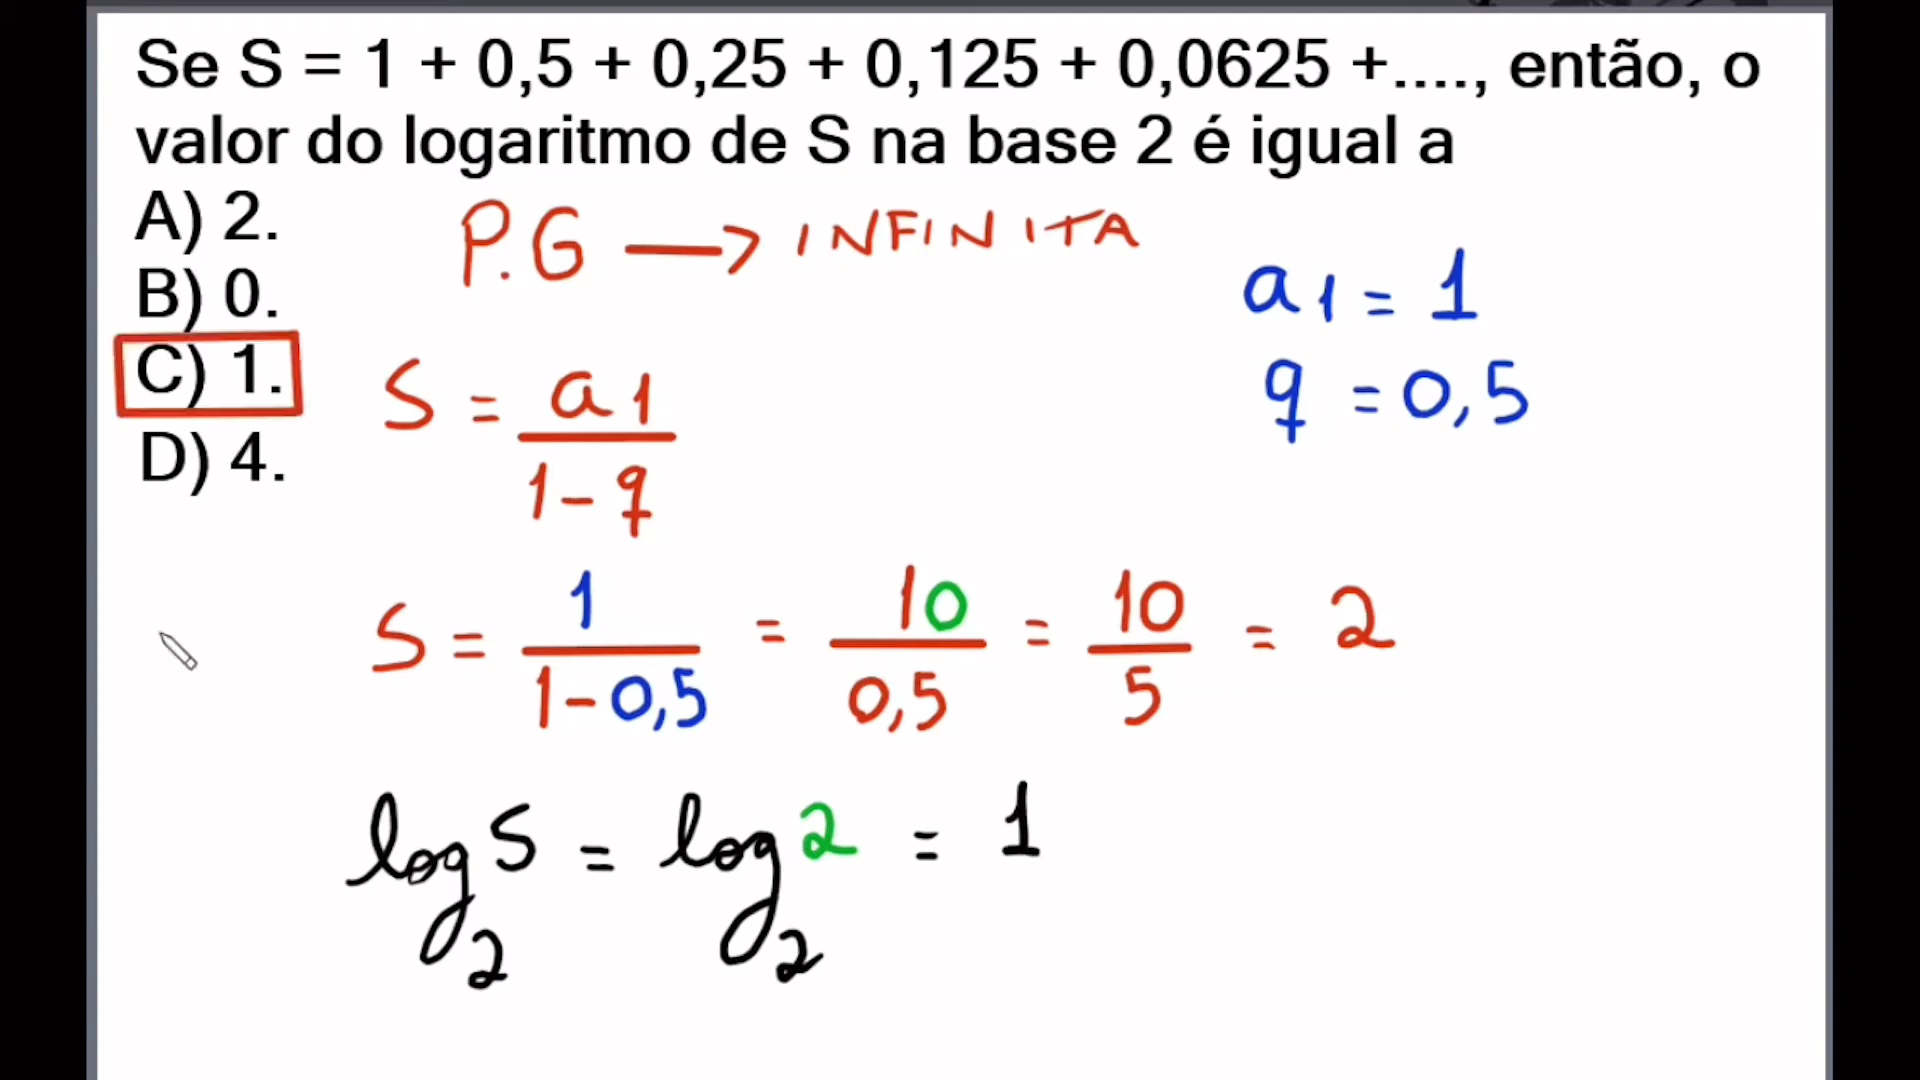 Se S = 1 + 0,5 + 0,25 + 0,125 + 0,0625 +...., então, o
valor do logaritmo de S na base 2 é igual a
A) 2.
B) 0.
C) 1.
D) 4.
P.G → INFINITA
a1 = 1
q = 0,5
S = a1 / 1 - q
S = 1 / 1 - 0,5 = 10 / 0,5 = 10 / 5 = 2
log₂ S = log₂ 2 = 1